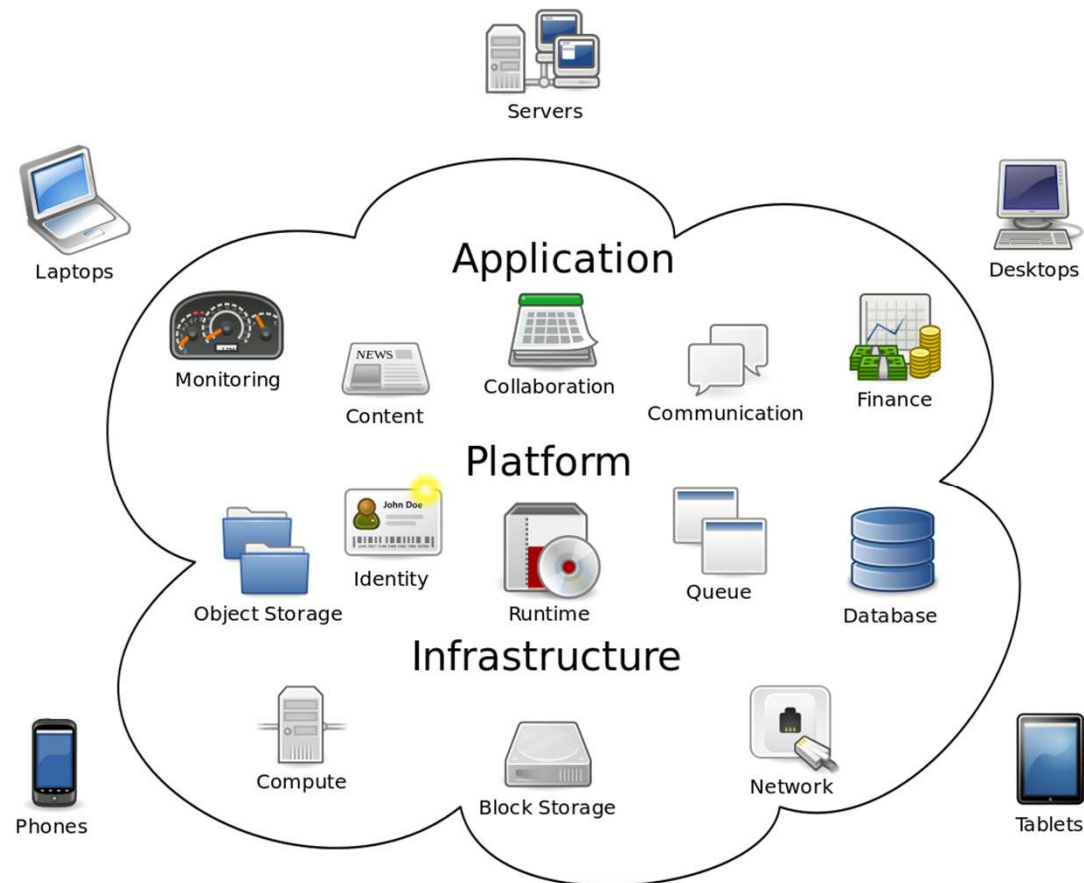 Servers
Laptops
Desktops
Application
Monitoring
NEWS
Content
Collaboration
Communication
Finance
Platform
Object Storage
John Doe
Identity
Runtime
Queue
Database
Infrastructure
Compute
Block Storage
Network
Phones
Tablets